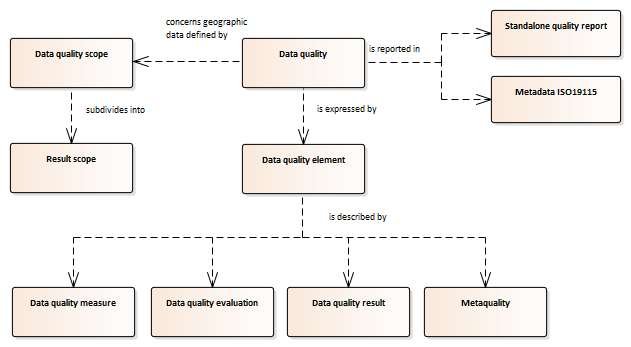 concerns geographic
data defined by
Standalone quality report
Data quality scope
Data quality
is reported in
Metadata ISO19115
subdivides into
is expressed by
Result scope
Data quality element
is described by
Data quality measure
Data quality evaluation
Data quality result
Metaquality